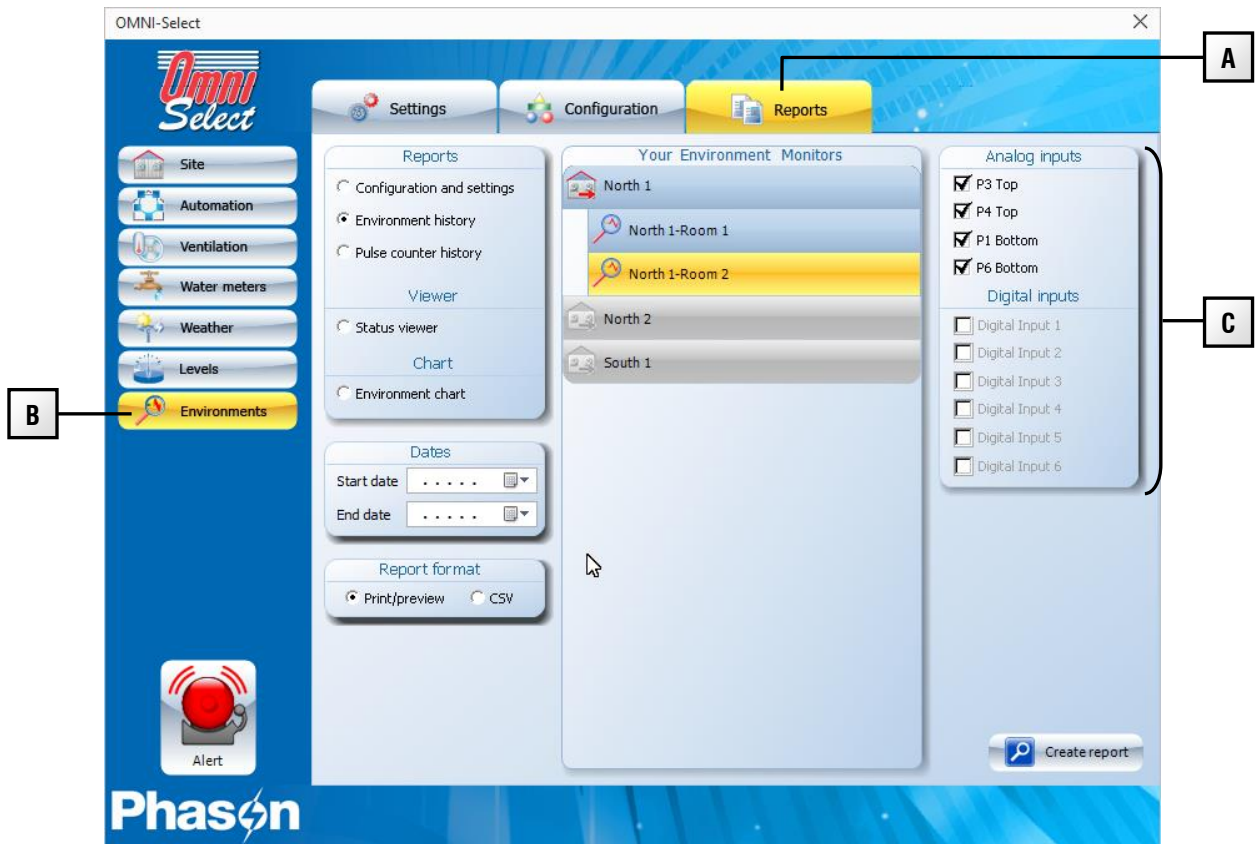 OMNI-Select
Omni
Select
Settings
Configuration
Reports
A
Site
Automation
Ventilation
Water meters
Weather
Levels
Environments
B
Reports
Configuration and settings
Environment history
Pulse counter history
Viewer
Status viewer
Chart
Environment chart
Dates
Start date .....
End date .....
Report format
Print/preview CSV
Your Environment Monitors
North 1
North 1-Room 1
North 1-Room 2
North 2
South 1
Analog inputs
P3 Top
P4 Top
P1 Bottom
P6 Bottom
Digital inputs
Digital Input 1
Digital Input 2
Digital Input 3
Digital Input 4
Digital Input 5
Digital Input 6
C
Alert
Create report
Phason